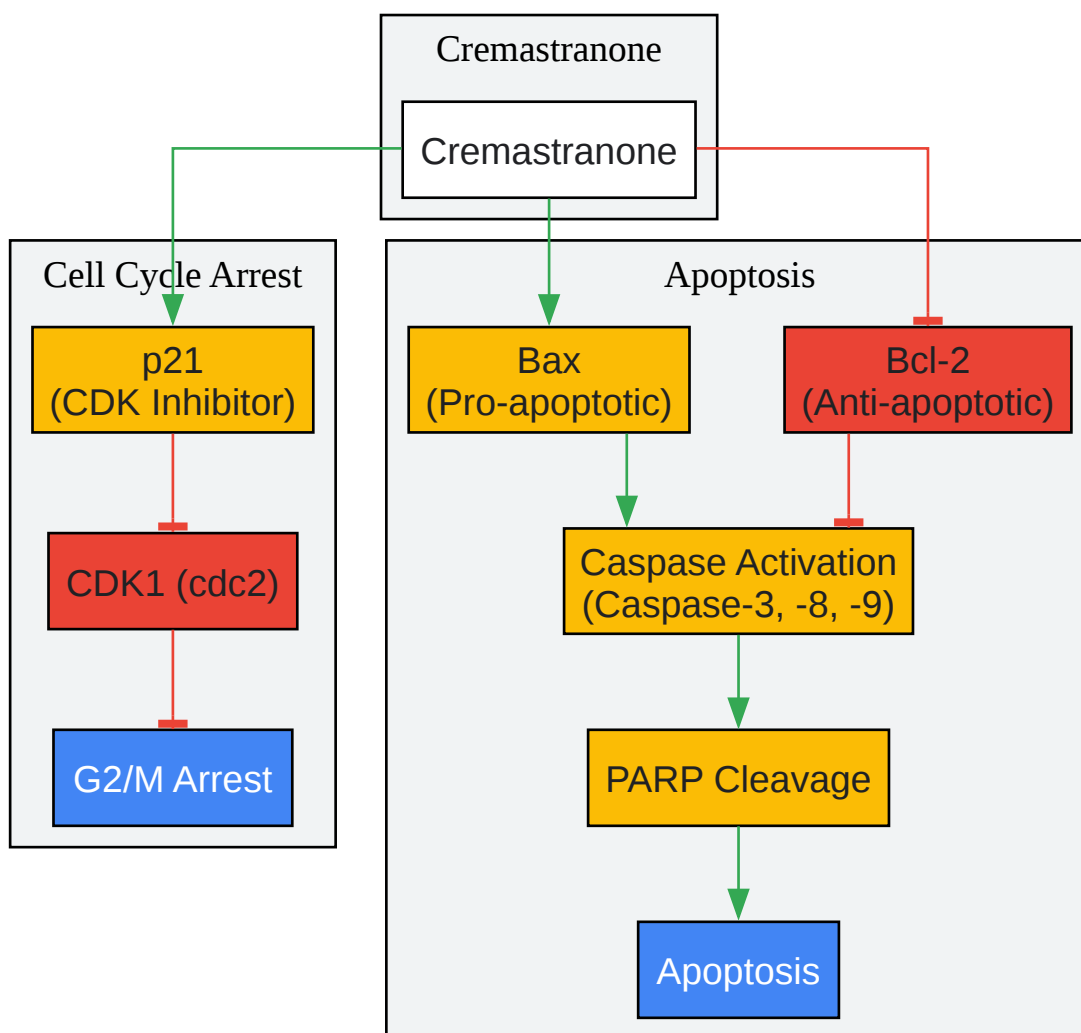 Cremastranone
Cremastranone
Cell Cycle Arrest
p21
(CDK Inhibitor)
CDK1 (cdc2)
G2/M Arrest
Apoptosis
Bax
(Pro-apoptotic)
Bcl-2
(Anti-apoptotic)
Caspase Activation
(Caspase-3, -8, -9)
PARP Cleavage
Apoptosis